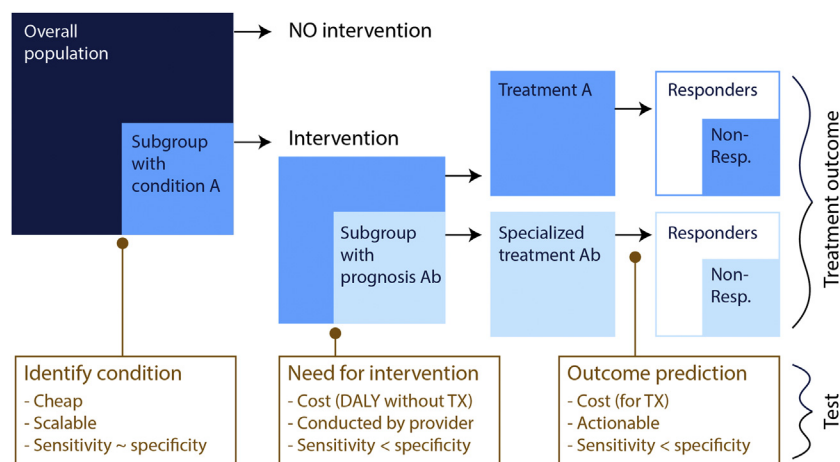 Overall
population
NO intervention
Subgroup
with
condition A
Intervention
Subgroup
with
prognosis Ab
Treatment A
Responders
Non-
Resp.
Specialized
treatment Ab
Responders
Non-
Resp.
Treatment outcome
Identify condition
- Cheap
- Scalable
- Sensitivity ~ specificity
Need for intervention
- Cost (DALY without TX)
- Conducted by provider
- Sensitivity < specificity
Outcome prediction
- Cost (for TX)
- Actionable
- Sensitivity < specificity
Test